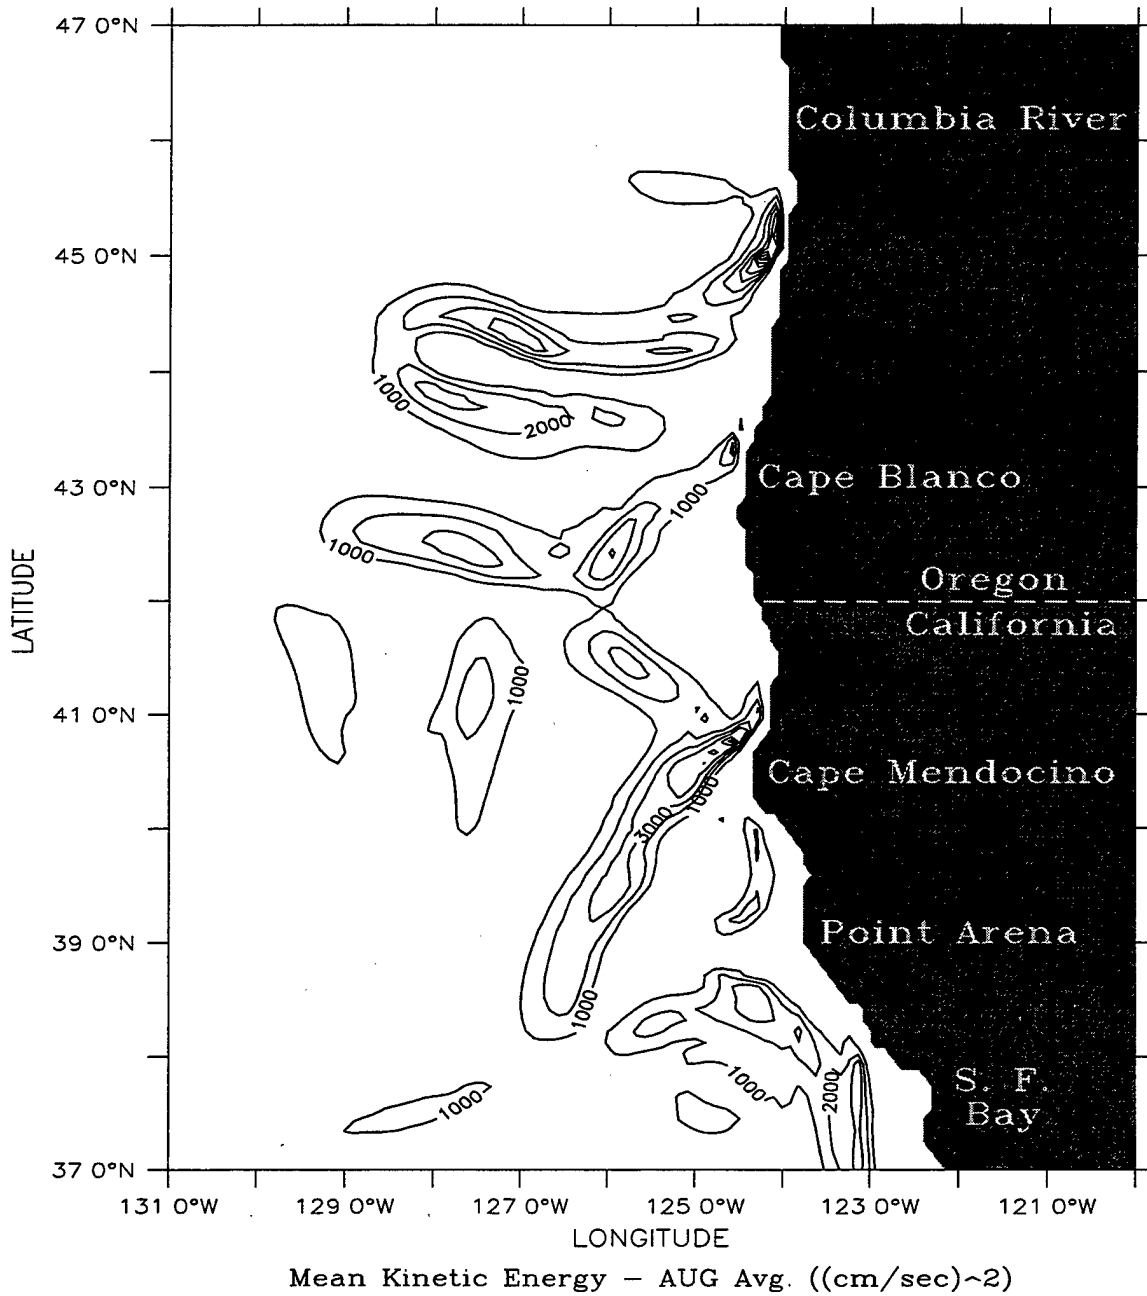 47 0°N
Columbia River
45 0°N
1000
2000
43 0°N
Cape Blanco
1000
1000
LATITUDE
Oregon
California
1000
41 0°N
Cape Mendocino
1000
3000
39 0°N
Point Arena
1000
1000
2000
S. F.
Bay
1000
37 0°N
131 0°W 129 0°W 127 0°W 125 0°W 123 0°W 121 0°W
LONGITUDE
Mean Kinetic Energy – AUG Avg. ((cm/sec)^2)